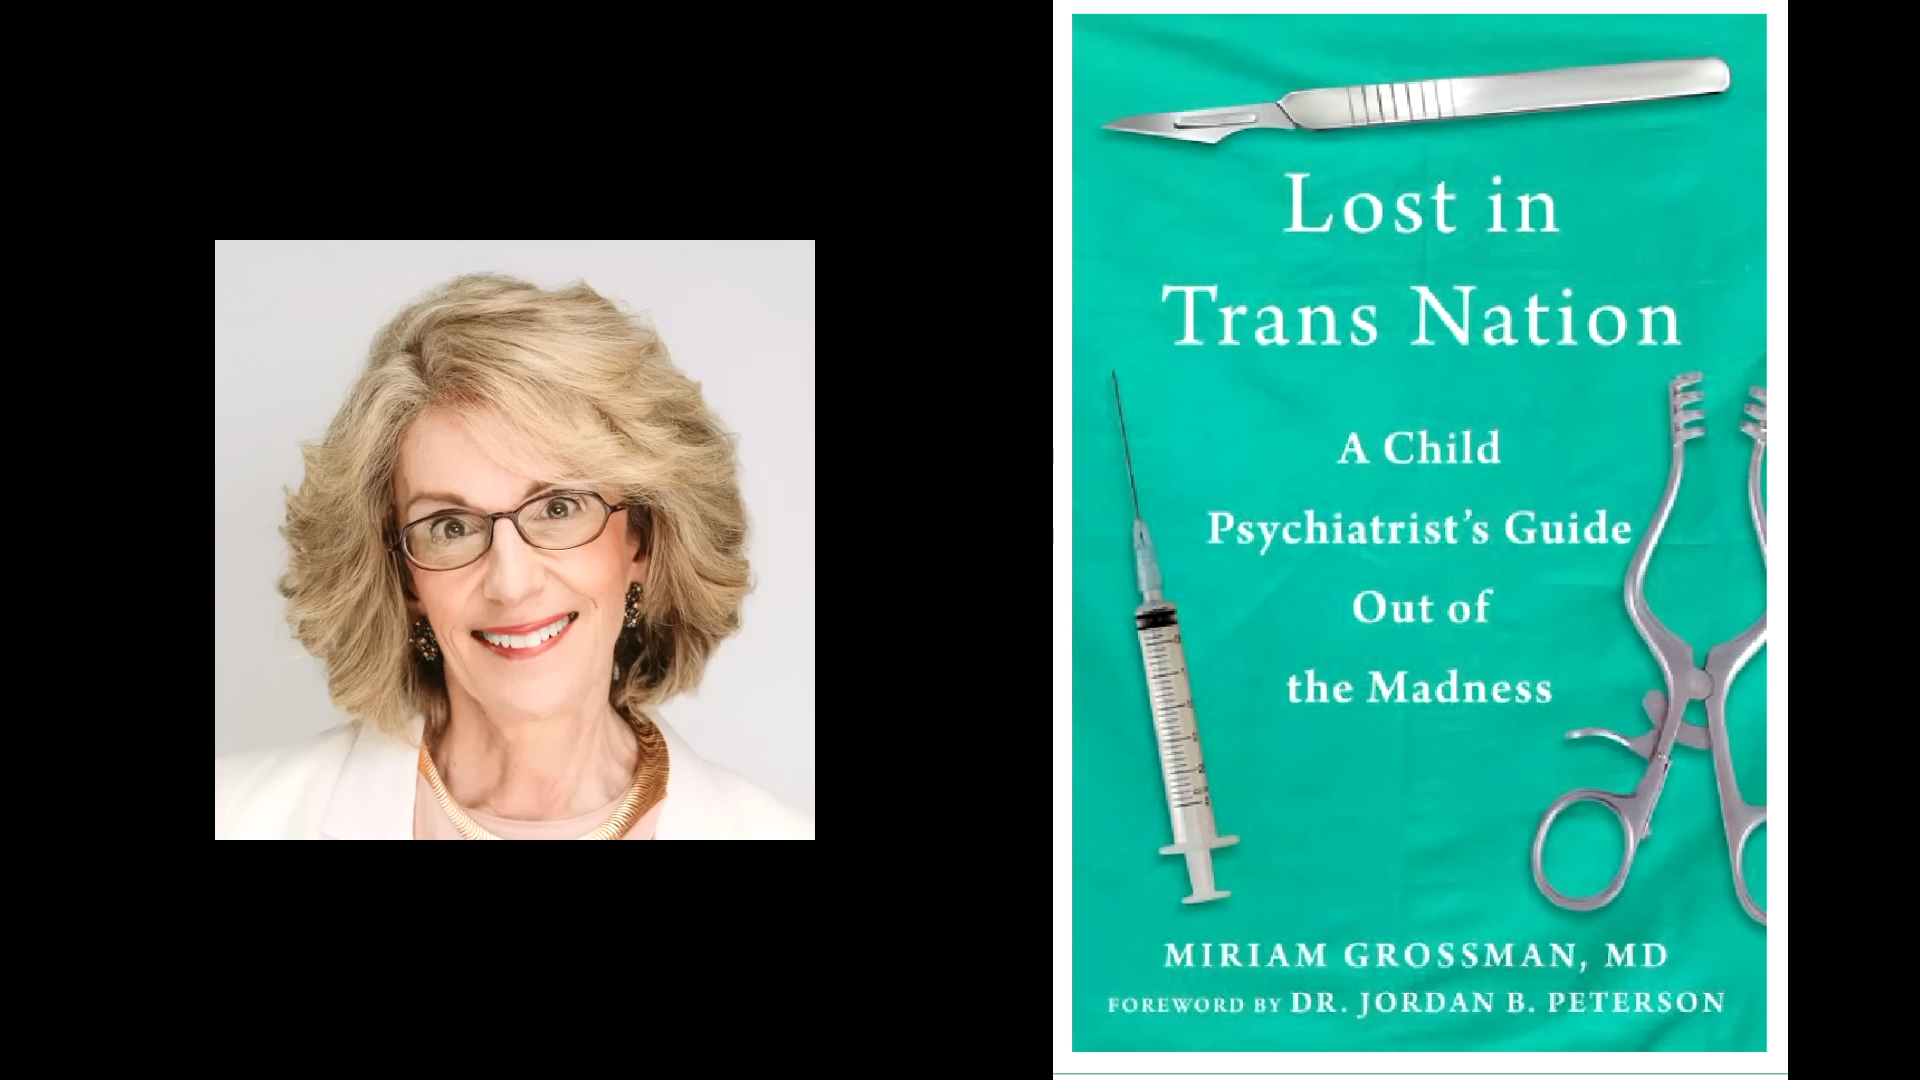 Lost in
Trans Nation
A Child
Psychiatrist's Guide
Out of
the Madness
MIRIAM GROSSMAN, MD
FOREWORD BY DR. JORDAN B. PETERSON